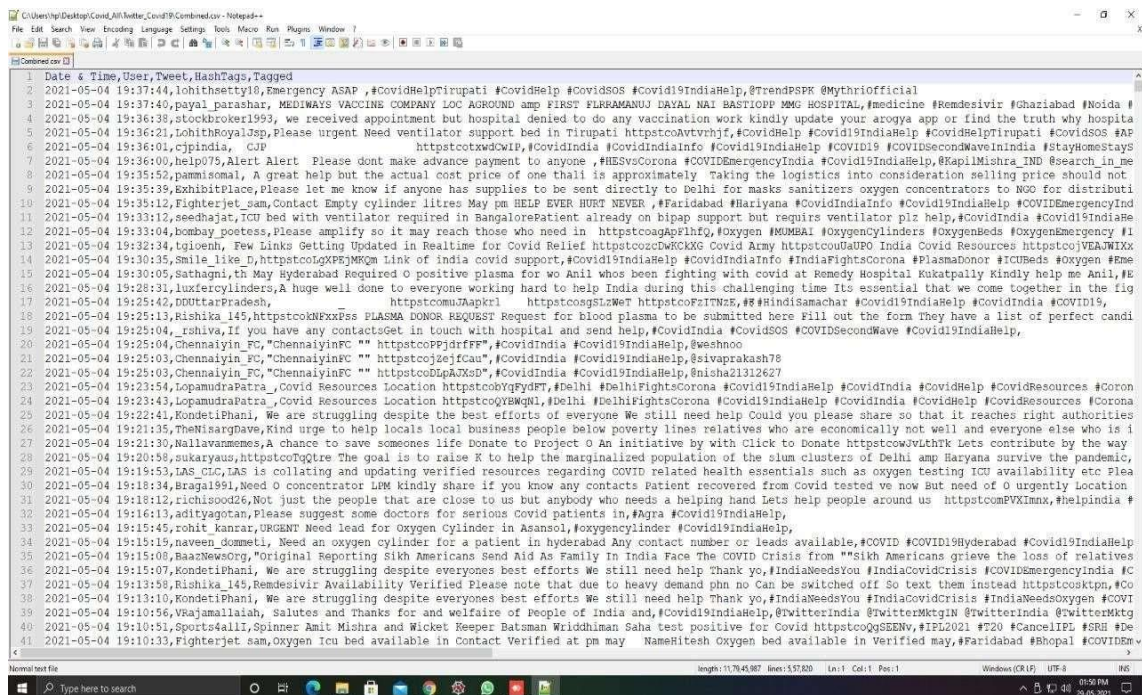 C:\Users\hp\Desktop\Covid_All\Twitter_Covid19\Combined.csv - Notepad++
File Edit Search View Encoding Language Settings Tools Macro Run Plugins Window ?
Combined.csv
1 Date & Time,User,Tweet,HashTags,Tagged
2 2021-05-04 19:37:44,lohithsetty18,Emergency ASAP ,#CovidHelpTirupati #CovidHelp #CovidSOS #Covid19IndiaHelp,@TrendPSPK @MythriOfficial
3 2021-05-04 19:37:40,payal_parashar, MEDIWAYS VACCINE COMPANY LOC AGROUND amp FIRST FLRRAMANUJ DAYAL NAI BASTIOPP MMG HOSPITAL,#medicine #Remdesivir #Ghaziabad #Noida #
4 2021-05-04 19:36:38,stockbroker1993, we received appointment but hospital denied to do any vaccination work kindly update your arogya app or find the truth why hospita
5 2021-05-04 19:36:21,LohithRoyalJsp,Please urgent Need ventilator support bed in Tirupati httpstcoAvtvrhjf,#CovidHelp #Covid19IndiaHelp #CovidHelpTirupati #CovidSOS #AP
6 2021-05-04 19:36:01,cjpindia, CJP httpstcotxwdCwIP,#CovidIndia #CovidIndiaInfo #Covid19IndiaHelp #COVID19 #COVIDSecondWaveInIndia #StayHomeStayS
7 2021-05-04 19:36:00,help075,Alert Alert Please dont make advance payment to anyone ,#HESvsCorona #COVIDEmergencyIndia #Covid19IndiaHelp,@KapilMishra_IND @search_in_me
8 2021-05-04 19:35:52,pammisomal, A great help but the actual cost price of one thali is approximately Taking the logistics into consideration selling price should not
9 2021-05-04 19:35:39,ExhibitPlace,Please let me know if anyone has supplies to be sent directly to Delhi for masks sanitizers oxygen concentrators to NGO for distributi
10 2021-05-04 19:35:12,Fighterjet_sam,Contact Empty cylinder litres May pm HELP EVER HURT NEVER ,#Faridabad #Hariyana #CovidIndiaInfo #Covid19IndiaHelp #COVIDEmergencyInd
11 2021-05-04 19:33:12,seedhajat,ICU bed with ventilator required in BangalorePatient already on bipap support but requirs ventilator plz help,#CovidIndia #Covid19IndiaHe
12 2021-05-04 19:33:04,bombay_poetess,Please amplify so it may reach those who need in httpstcoagApFlhfQ,#Oxygen #MUMBAI #OxygenCylinders #OxygenBeds #OxygenEmergency
13 2021-05-04 19:32:34,tgioenh, Few Links Getting Updated in Realtime for Covid Relief httpstcozcDwKCkXG Covid Army httpstcouUaUPO India Covid Resources httpstcojVEAJWIXx
14 2021-05-04 19:30:35,Smile_like_D,httpstcoLgXPEjMKQm Link of india covid support,#Covid19IndiaHelp #CovidIndiaInfo #IndiaFightsCorona #PlasmaDonor #ICUBeds #Oxygen #Eme
15 2021-05-04 19:30:05,Sathagni,th May Hyderabad Required O positive plasma for wo Anil whos been fighting with covid at Remedy Hospital Kukatpally Kindly help me Anil,#E
16 2021-05-04 19:28:31,luxfercylinders,A huge well done to everyone working hard to help India during this challenging time Its essential that we come together in the fig
17 2021-05-04 19:25:42,DDUttarPradesh, _ httpstcomuJAapkrl httpstcosgSLzWeT httpstcoFzITNzE, #HindiSamachar #Covid19IndiaHelp #CovidIndia #COVID19,
18 2021-05-04 19:25:13,Rishika_145,httpstcokNFxxPss PLASMA DONOR REQUEST Request for blood plasma to be submitted here Fill out the form They have a list of perfect candi
19 2021-05-04 19:25:04,_rshiva,If you have any contactsGet in touch with hospital and send help,#CovidIndia #CovidSOS #COVIDSecondWave #Covid19IndiaHelp,
20 2021-05-04 19:25:04,Chennaiyin_FC,"ChennaiyinFC "" httpstcoPPjdrfFF",#CovidIndia #Covid19IndiaHelp,@weshnoo
21 2021-05-04 19:25:03,Chennaiyin_FC,"ChennaiyinFC "" httpstcojzejfCau",#CovidIndia #Covid19IndiaHelp,@sivaprakash78
22 2021-05-04 19:25:03,Chennaiyin_FC,"ChennaiyinFC "" httpstcoDLpAJXsD",#CovidIndia #Covid19IndiaHelp,@nisha21312627
23 2021-05-04 19:23:54,LopamudraPatra_,Covid Resources Location httpstcobYqFydFT,#Delhi #DelhiFightsCorona #Covid19IndiaHelp #CovidIndia #CovidHelp #CovidResources #Coron
24 2021-05-04 19:23:43,LopamudraPatra_,Covid Resources Location httpstcoQYBWqNl,#Delhi #DelhiFightsCorona #Covid19IndiaHelp #CovidIndia #CovidHelp #CovidResources #Corona
25 2021-05-04 19:22:41,KondetiPhani, We are struggling despite the best efforts of everyone We still need help Could you please share so that it reaches right authorities
26 2021-05-04 19:21:35,TheNisargDave,Kind urge to help locals local business people below poverty lines relatives who are economically not well and everyone else who is i
27 2021-05-04 19:21:30,Nallavanmemes,A chance to save someones life Donate to Project O An initiative by with Click to Donate httpstcowJvLthTk Lets contribute by the way
28 2021-05-04 19:20:58,sukaryaus,httpstcoTqQtre The goal is to raise K to help the marginalized population of the slum clusters of Delhi amp Haryana survive the pandemic,
29 2021-05-04 19:19:53,LAS_CLC,LAS is collating and updating verified resources regarding COVID related health essentials such as oxygen testing ICU availability etc Plea
30 2021-05-04 19:18:34,Braga1991,Need O concentrator LPM kindly share if you know any contacts Patient recovered from Covid tested ve now But need of O urgently Location
31 2021-05-04 19:18:12,richisood26,Not just the people that are close to us but anybody who needs a helping hand Lets help people around us httpstcomPVXImnx,#helpindia #
32 2021-05-04 19:16:13,adityagotan,Please suggest some doctors for serious Covid patients in,#Agra #Covid19IndiaHelp,
33 2021-05-04 19:15:45,rohit_kanrar,URGENT Need lead for Oxygen Cylinder in Asansol,#oxygencylinder #Covid19IndiaHelp,
34 2021-05-04 19:15:19,naveen_dommeti, Need an oxygen cylinder for a patient in hyderabad Any contact number or leads available,#COVID #COVID19Hyderabad #Covid19IndiaHelp
35 2021-05-04 19:15:08,BaazNewsOrg,"Original Reporting Sikh Americans Send Aid As Family In India Face The COVID Crisis from ""Sikh Americans grieve the loss of relatives
36 2021-05-04 19:15:07,KondetiPhani, We are struggling despite everyones best efforts We still need help Thank yo,#IndiaNeedsYou #IndiaCovidCrisis #COVIDEmergencyIndia #C
37 2021-05-04 19:13:58,Rishika_145,Remdesivir Availability Verified Please note that due to heavy demand phn no Can be switched off So text them instead httpstcosktpn,#Co
38 2021-05-04 19:13:10,KondetiPhani, We are struggling despite everyones best efforts We still need help Thank yo,#IndiaNeedsYou #IndiaCovidCrisis #IndiaNeedsOxygen #COVI
39 2021-05-04 19:10:56,VRajamallaiah, Salutes and Thanks for and welfaire of People of India and,#Covid19IndiaHelp,@TwitterIndia @TwitterMktgIN @TwitterIndia @TwitterMktg
40 2021-05-04 19:10:51,Sports4allI,Spinner Amit Mishra and Wicket Keeper Batsman Wriddhiman Saha test positive for Covid httpstcoQgSEENv,#IPL2021 #T20 #CancelIPL #SRH #De
41 2021-05-04 19:10:33,Fighterjet_sam,Oxygen Icu bed available in Contact Verified at pm may NameHitesh Oxygen bed available in Verified may,#Faridabad #Bhopal #COVIDEm
Normal text file length : 11,79,45,987 lines : 5,57,820 Ln : 1 Col : 1 Pos : 1 Windows (CR LF) UTF-8 INS
Type here to search
01:50 PM
29-05-2021